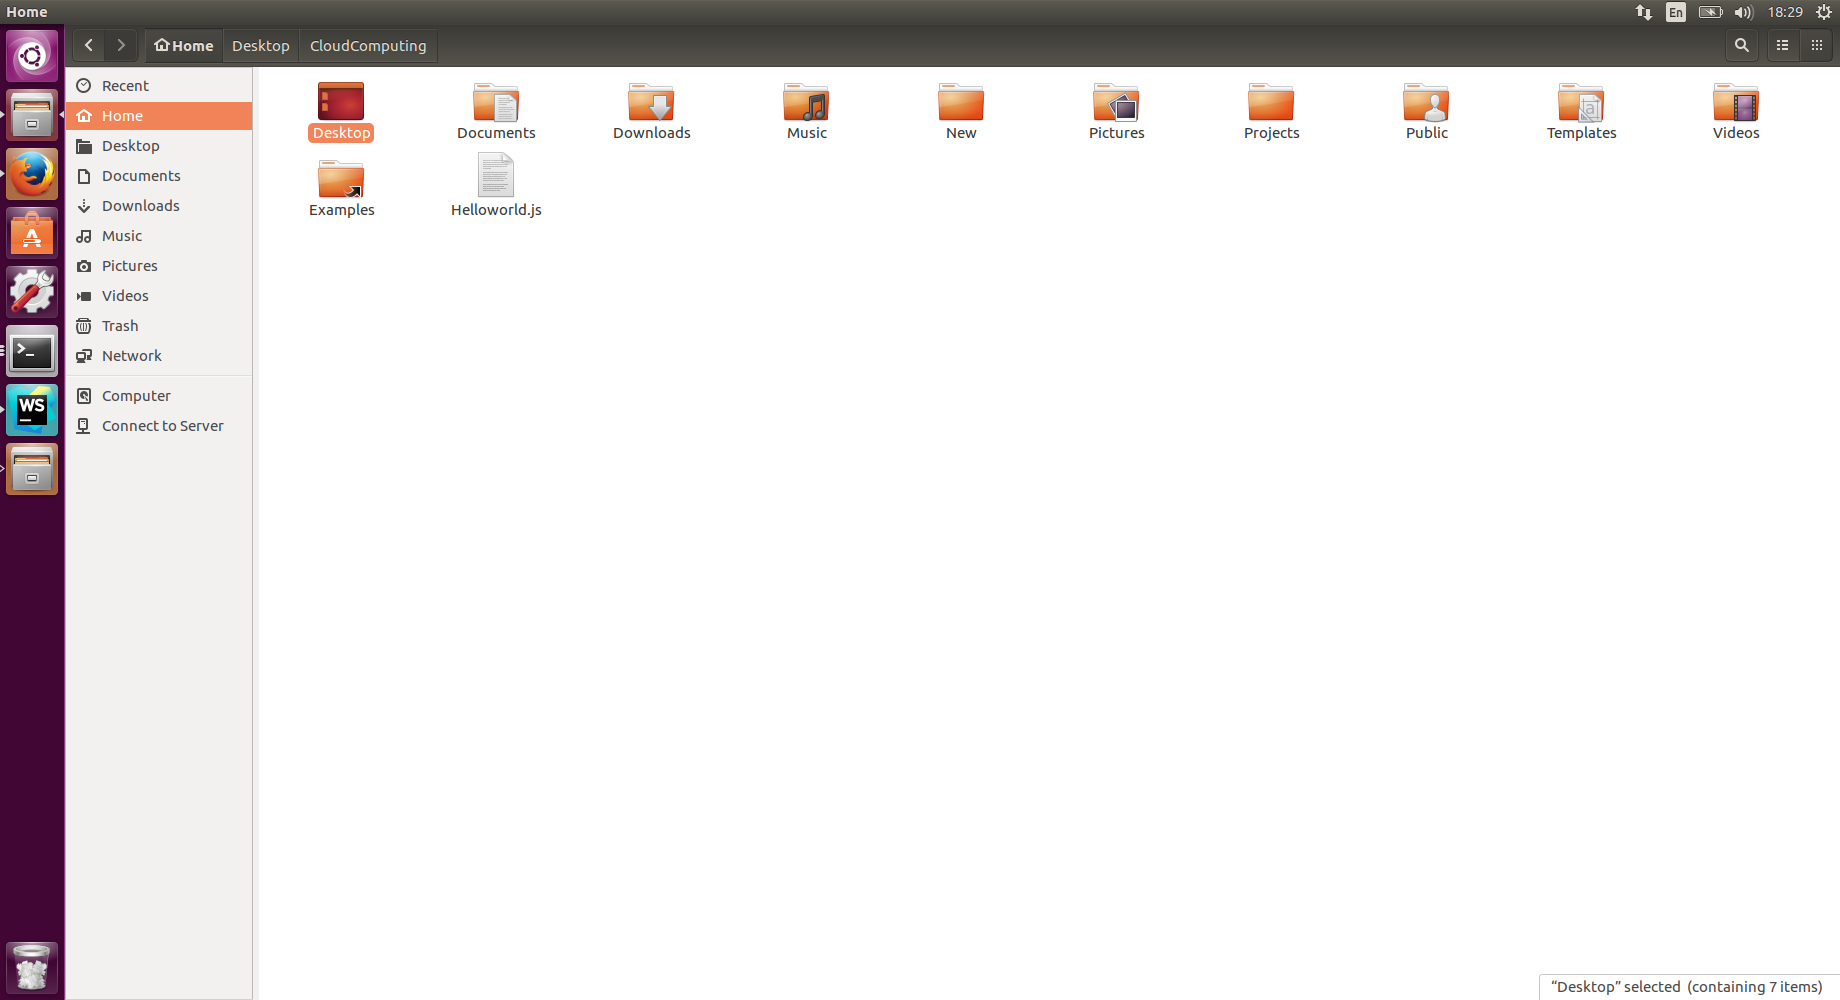 Home
En
18:29
Home Desktop CloudComputing
Recent
Home
Desktop
Documents
Downloads
Music
Pictures
Videos
Trash
Network
Computer
Connect to Server
Desktop Documents Downloads Music New Pictures Projects Public Templates Videos
Examples Helloworld.js
WS
“Desktop” selected (containing 7 items)